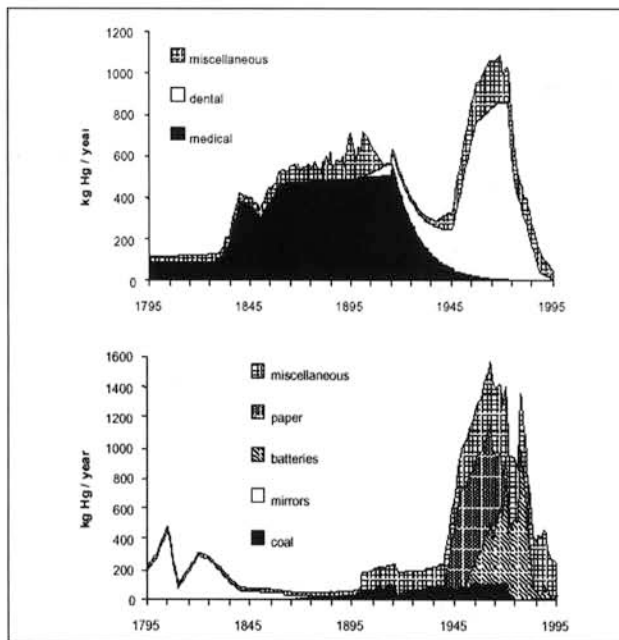 1200
1000
800
600
400
200
0
kg Hg / year
miscellaneous
dental
medical
1795 1845 1895 1945 1995
1600
1400
1200
1000
800
600
400
200
0
kg Hg/year
miscellaneous
paper
batteries
mirrors
coal
1795 1845 1895 1945 1995